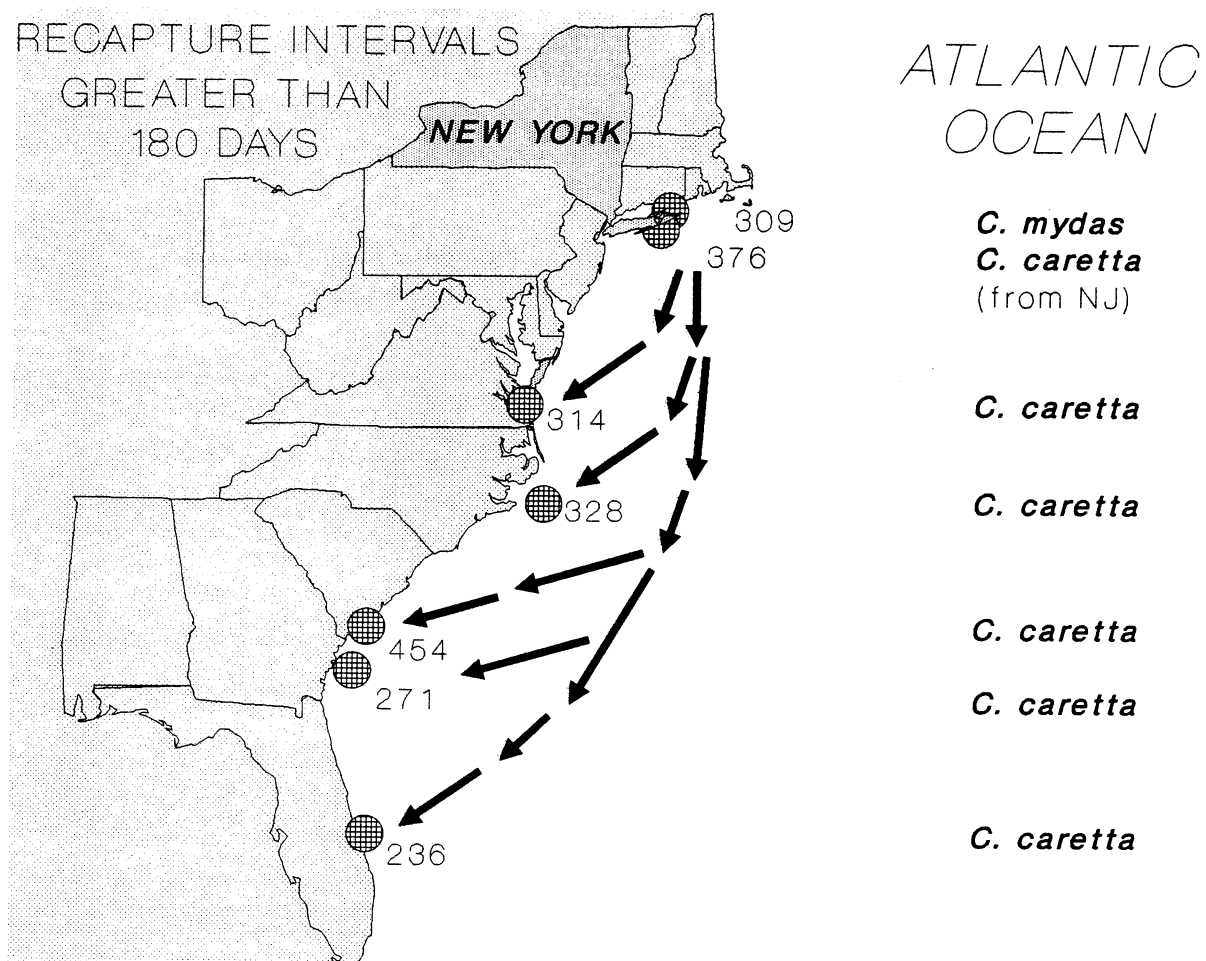 RECAPTURE INTERVALS
GREATER THAN
180 DAYS
ATLANTIC
OCEAN
NEW YORK
309 C. mydas
376 C. caretta
(from NJ)
314 C. caretta
328 C. caretta
454 C. caretta
271 C. caretta
236 C. caretta